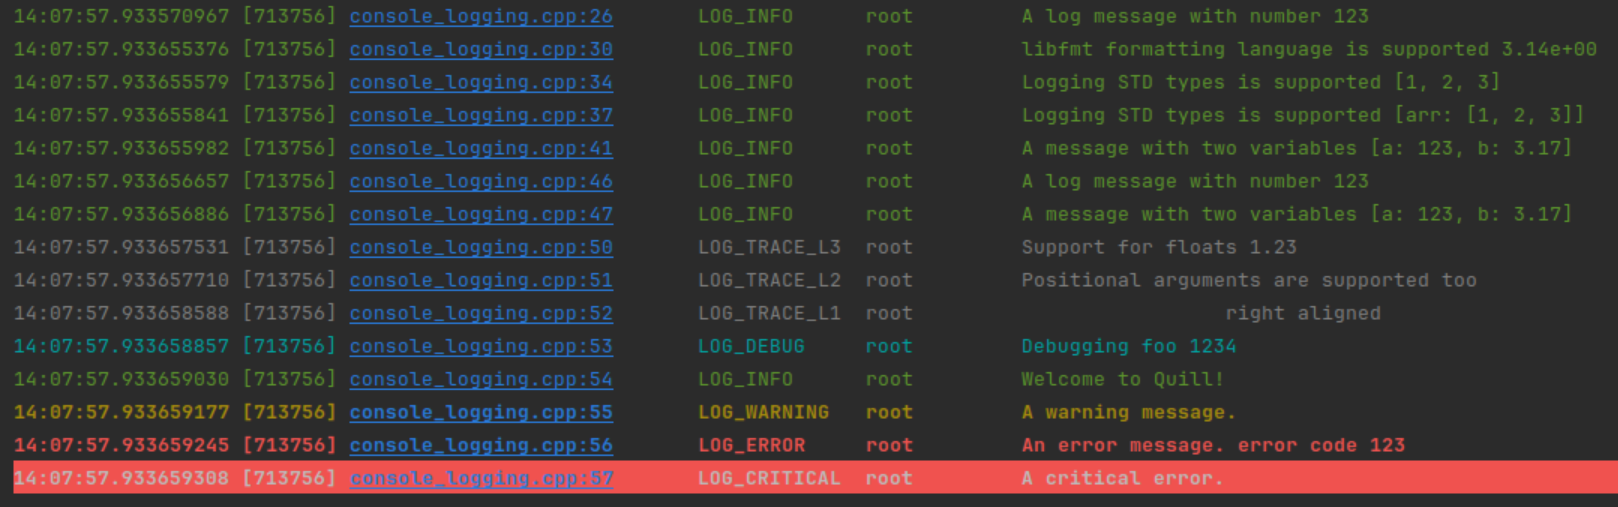 14:07:57.933570967 [713756] console_logging.cpp:26 LOG_INFO root A log message with number 123
14:07:57.933655376 [713756] console_logging.cpp:30 LOG_INFO root libfmt formatting language is supported 3.14e+00
14:07:57.933655579 [713756] console_logging.cpp:34 LOG_INFO root Logging STD types is supported [1, 2, 3]
14:07:57.933655841 [713756] console_logging.cpp:37 LOG_INFO root Logging STD types is supported [arr: [1, 2, 3]]
14:07:57.933655982 [713756] console_logging.cpp:41 LOG_INFO root A message with two variables [a: 123, b: 3.17]
14:07:57.933656657 [713756] console_logging.cpp:46 LOG_INFO root A log message with number 123
14:07:57.933656886 [713756] console_logging.cpp:47 LOG_INFO root A message with two variables [a: 123, b: 3.17]
14:07:57.933657531 [713756] console_logging.cpp:50 LOG_TRACE_L3 root Support for floats 1.23
14:07:57.933657710 [713756] console_logging.cpp:51 LOG_TRACE_L2 root Positional arguments are supported too
14:07:57.933658588 [713756] console_logging.cpp:52 LOG_TRACE_L1 root right aligned
14:07:57.933658857 [713756] console_logging.cpp:53 LOG_DEBUG root Debugging foo 1234
14:07:57.933659030 [713756] console_logging.cpp:54 LOG_INFO root Welcome to Quill!
14:07:57.933659177 [713756] console_logging.cpp:55 LOG_WARNING root A warning message.
14:07:57.933659245 [713756] console_logging.cpp:56 LOG_ERROR root An error message. error code 123
14:07:57.933659308 [713756] console_logging.cpp:57 LOG_CRITICAL root A critical error.